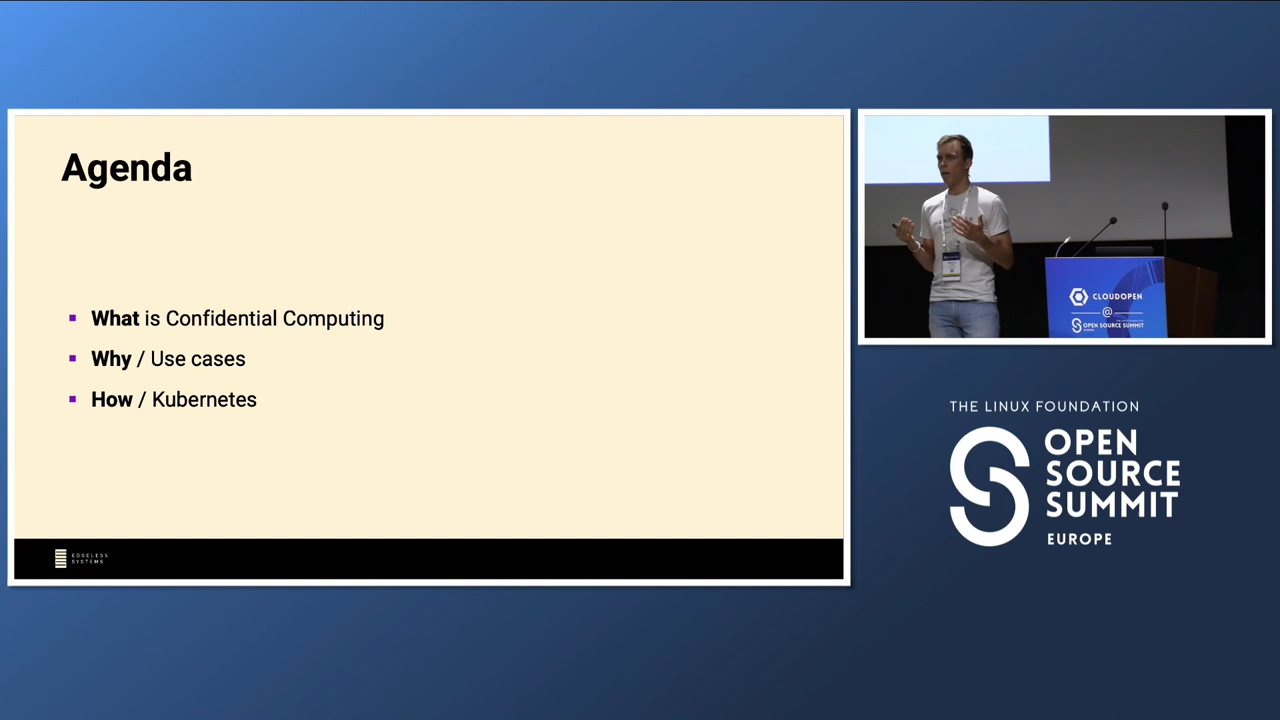 Agenda
▪ What is Confidential Computing
▪ Why / Use cases
▪ How / Kubernetes
EDGELESS
SYSTEMS
CLOUDOPEN
@
OPEN SOURCE SUMMIT
THE LINUX FOUNDATION
OPEN
SOURCE
SUMMIT
EUROPE